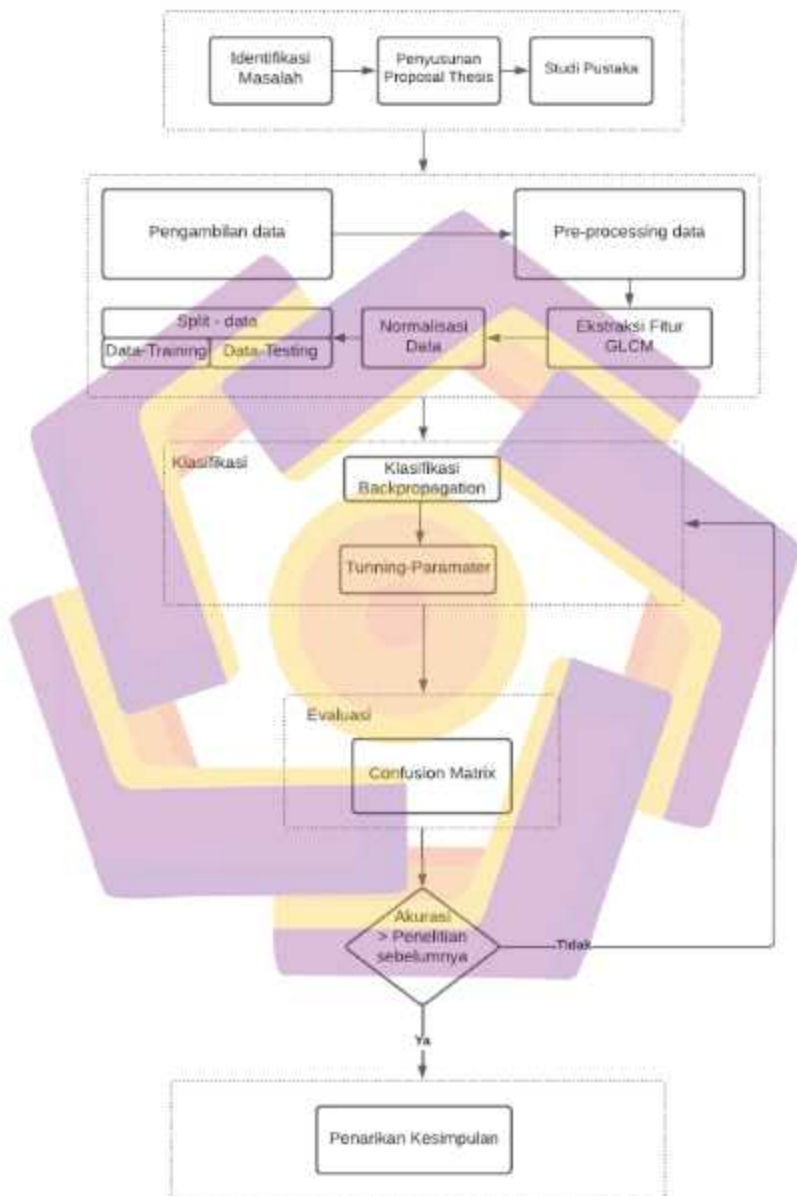 Identifikasi
Masalah
Penyusunan
Proposal Thesis
Studi Pustaka
Pengambilan data
Pre-processing data
Split - data
Data-Training
Data-Testing
Normalisasi
Data
Ekstraksi Fitur
GLCM
Klasifikasi
Klasifikasi
Backpropagation
Tunning-Paramater
Evaluasi
Confusion Matrix
Akurasi
> Penelitian
sebelumnya
Tidak
Ya
Penarikan Kesimpulan